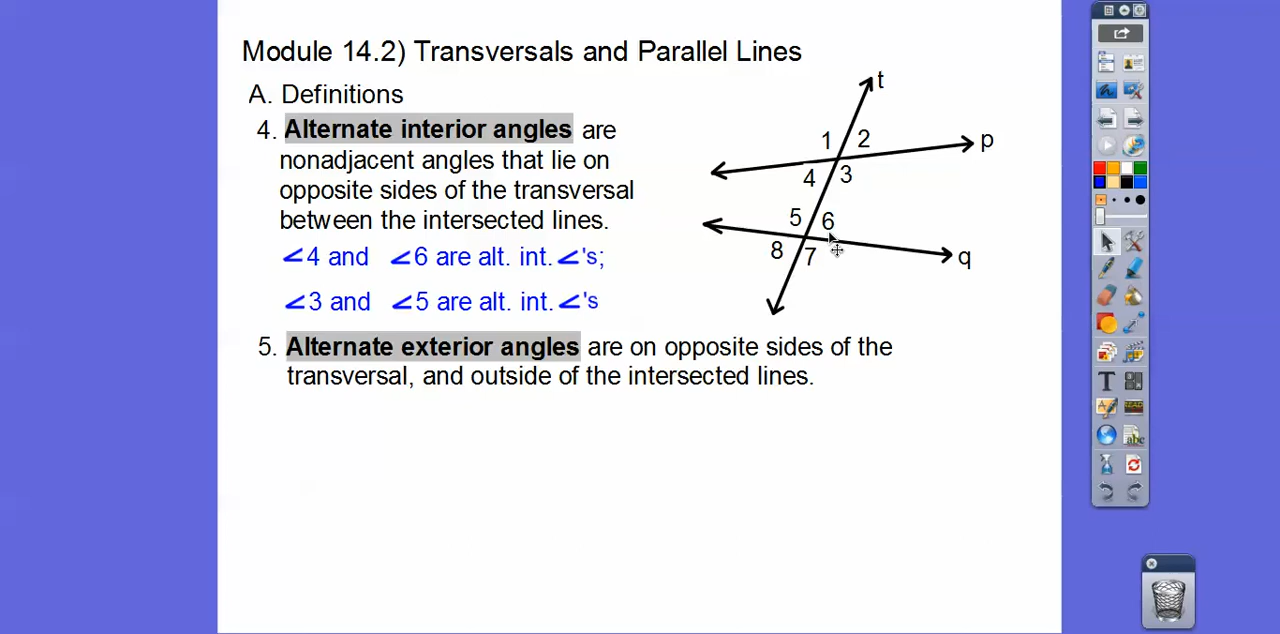 Module 14.2) Transversals and Parallel Lines
A. Definitions
4. Alternate interior angles are
nonadjacent angles that lie on
opposite sides of the transversal
between the intersected lines.
∠4 and ∠6 are alt. int. ∠'s;
∠3 and ∠5 are alt. int. ∠'s
5. Alternate exterior angles are on opposite sides of the
transversal, and outside of the intersected lines.
t
1 2
p
4 3
5 6
8 7
q
T
abc